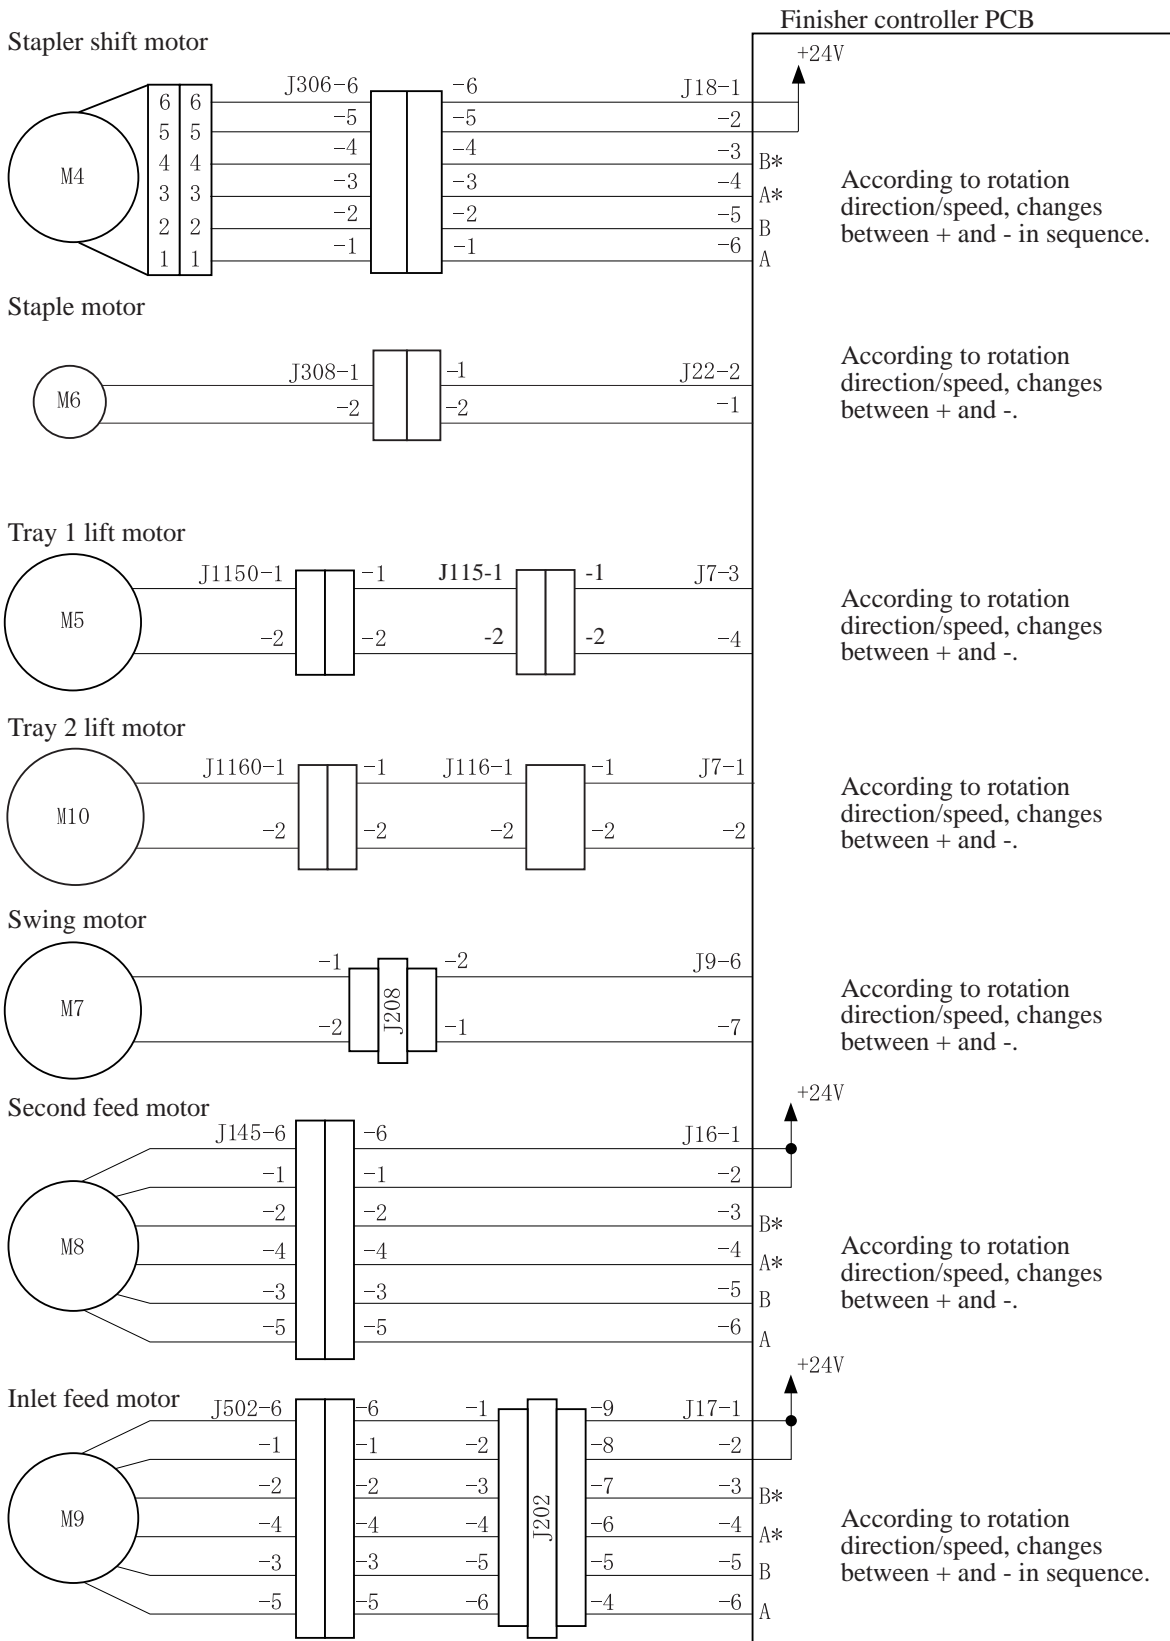 Finisher controller PCB
Stapler shift motor
+24V
J306-6 -6 J18-1
6 6 -5 -5 -2
5 5 -4 -4 -3 B*
M4 4 4 -3 -3 -4 A*
3 3 -2 -2 -5 B
2 2 -1 -1 -6 A
1 1
According to rotation
direction/speed, changes
between + and - in sequence.
Staple motor
J308-1 -1 J22-2
M6 -2 -2 -1
According to rotation
direction/speed, changes
between + and -.
Tray 1 lift motor
J1150-1 -1 J115-1 -1 J7-3
M5
-2 -2 -2 -2 -4
According to rotation
direction/speed, changes
between + and -.
Tray 2 lift motor
J1160-1 -1 J116-1 -1 J7-1
M10
-2 -2 -2 -2 -2
According to rotation
direction/speed, changes
between + and -.
Swing motor
-1 -2 J9-6
M7 J208
-2 -1 -7
According to rotation
direction/speed, changes
between + and -.
Second feed motor
+24V
J145-6 -6 J16-1
-1 -1 -2
-2 -2 -3 B*
M8 -4 -4 -4 A*
-3 -3 -5 B
-5 -5 -6 A
According to rotation
direction/speed, changes
between + and -.
Inlet feed motor
+24V
J502-6 -6 -1 -9 J17-1
-1 -1 -2 -8 -2
-2 -2 -3 -7 -3 B*
M9 J202
-4 -4 -4 -6 -4 A*
-3 -3 -5 -5 -5 B
-5 -5 -6 -4 -6 A
According to rotation
direction/speed, changes
between + and - in sequence.